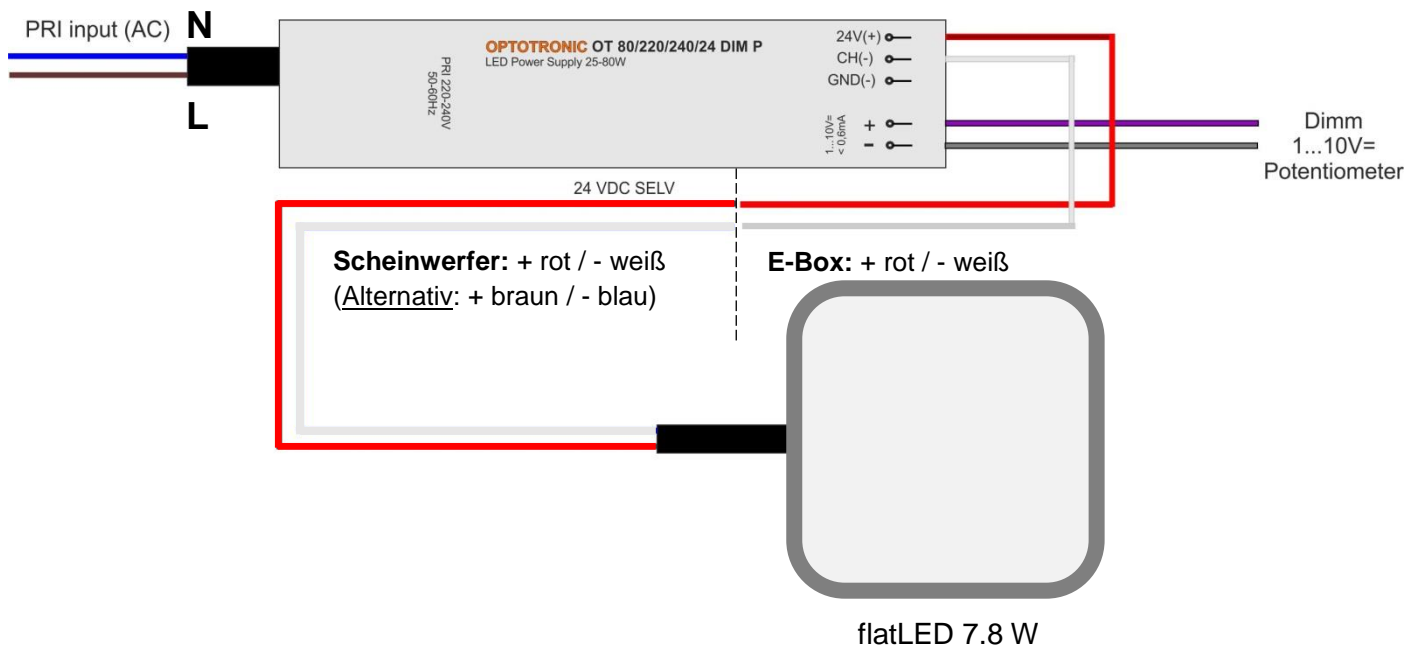 PRI input (AC)
N
L
PRI 220-240V
50-60Hz
OPTOTRONIC OT 80/220/240/24 DIM P
LED Power Supply 25-80W
24V(+)
CH(-)
GND(-)
1...10V=
< 0,6mA
+
-
Dimm
1...10V=
Potentiometer
24 VDC SELV
Scheinwerfer: + rot / - weiß
(Alternativ: + braun / - blau)
E-Box: + rot / - weiß
flatLED 7.8 W